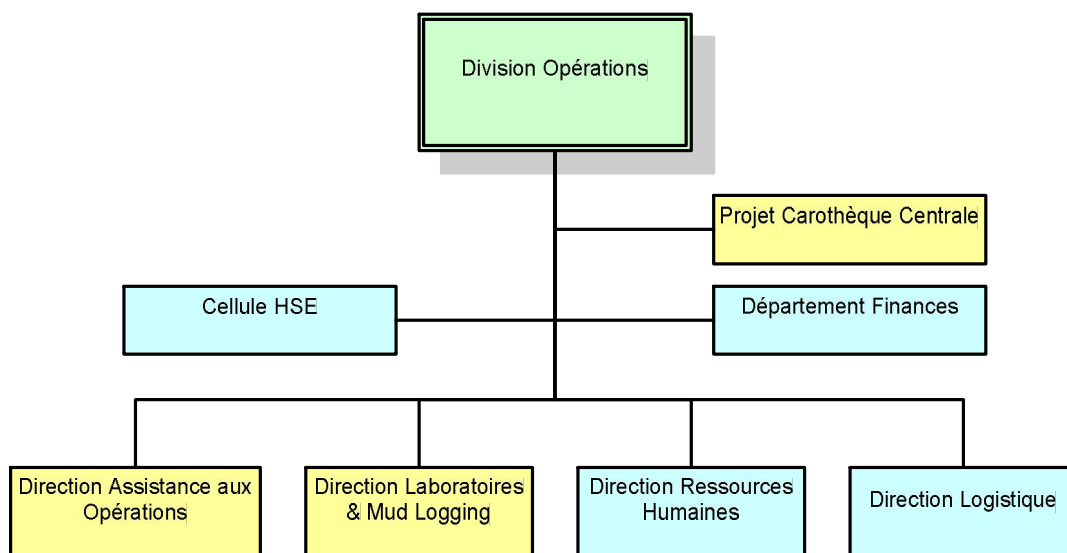 Division Opérations
Projet Carothèque Centrale
Cellule HSE
Département Finances
Direction Assistance aux
Opérations
Direction Laboratoires
& Mud Logging
Direction Ressources
Humaines
Direction Logistique